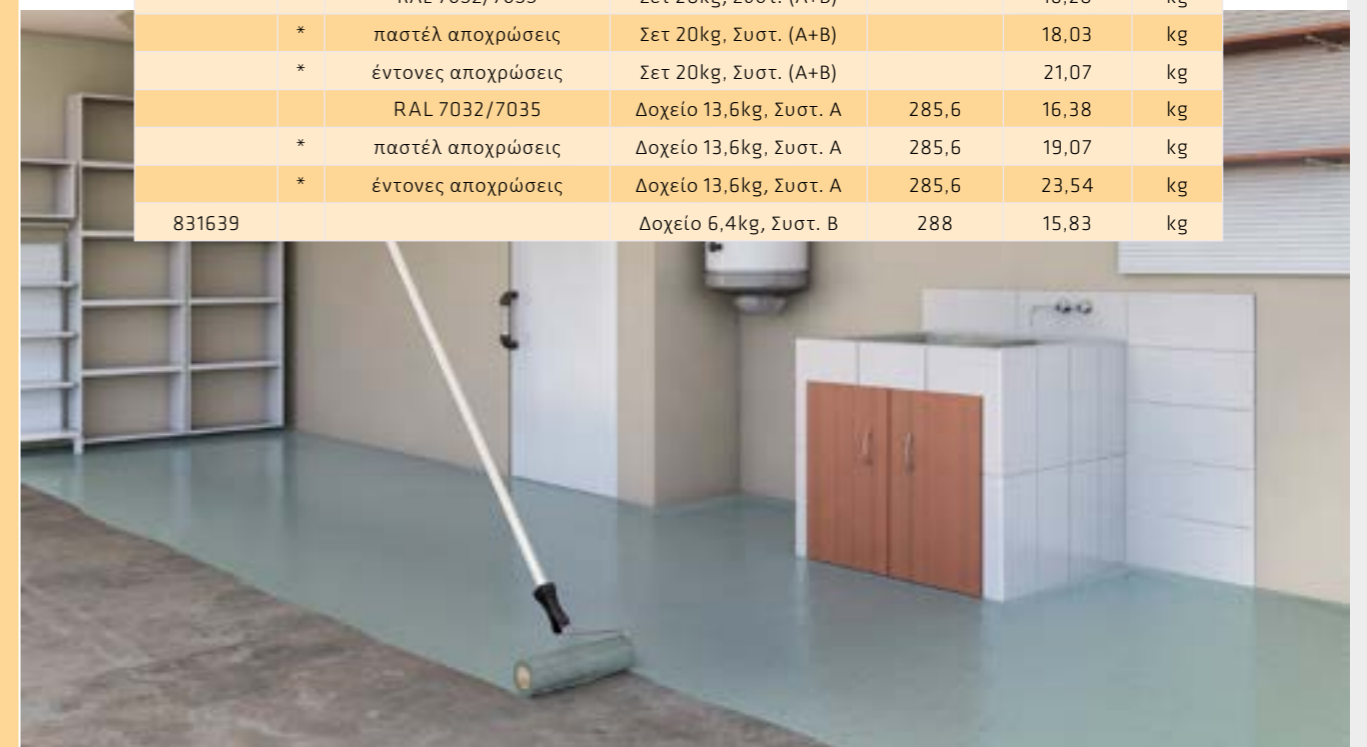 * παστέλ αποχρώσεις Σετ 20kg, Συστ. (A+B) 18,03 kg
* έντονες αποχρώσεις Σετ 20kg, Συστ. (A+B) 21,07 kg
RAL 7032/7035 Δοχείο 13,6kg, Συστ. A 285,6 16,38 kg
* παστέλ αποχρώσεις Δοχείο 13,6kg, Συστ. A 285,6 19,07 kg
* έντονες αποχρώσεις Δοχείο 13,6kg, Συστ. A 285,6 23,54 kg
831639 Δοχείο 6,4kg, Συστ. B 288 15,83 kg